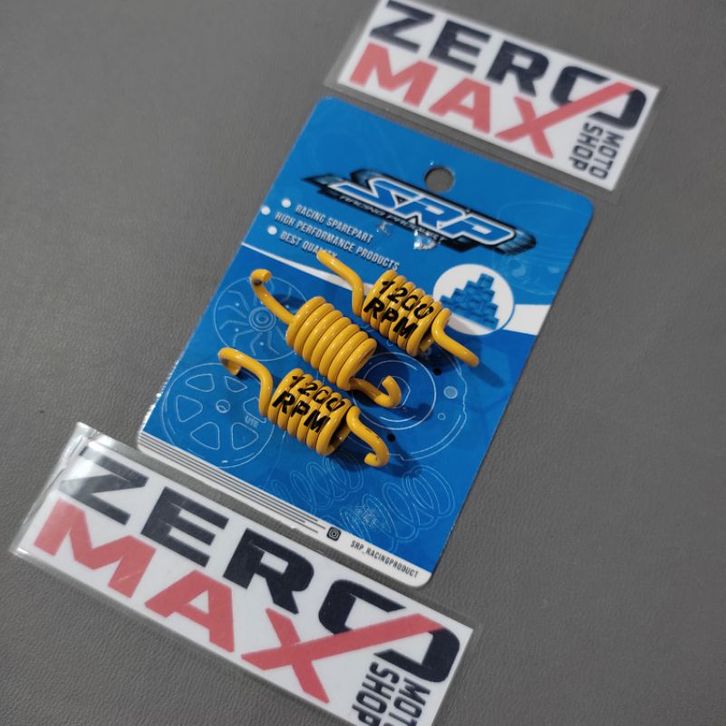 ZERO
MAX
MOTO
SHOP
SRP
RACING PRODUCT
RACING SPAREPART
HIGH PERFORMANCE PRODUCTS
BEST QUALITY
1200
RPM
1200
RPM
SRP_RACINGPRODUCT
ZERO
MAX
MOTO
SHOP